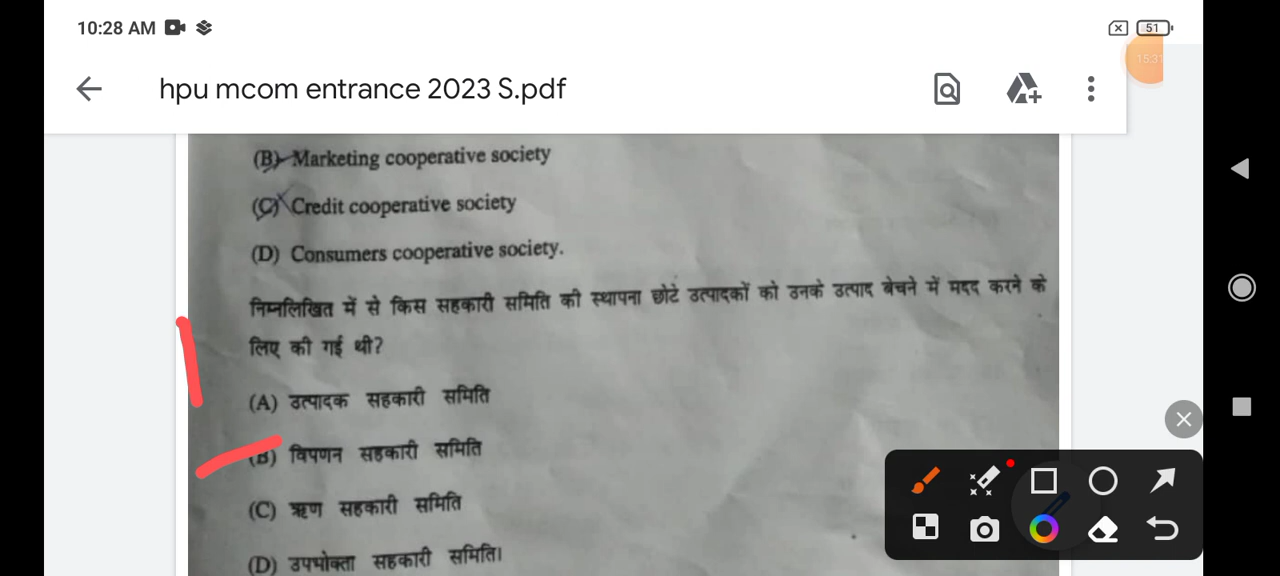 10:28 AM
51
15:31
hpu mcom entrance 2023 S.pdf
(B) Marketing cooperative society
(C) Credit cooperative society
(D) Consumers cooperative society.
निम्नलिखित में से किस सहकारी समिति की स्थापना छोटे उत्पादकों को उनके उत्पाद बेचने में मदद करने के
लिए की गई थी?
(A) उत्पादक सहकारी समिति
(B) विपणन सहकारी समिति
(C) ऋण सहकारी समिति
(D) उपभोक्ता सहकारी समिति।